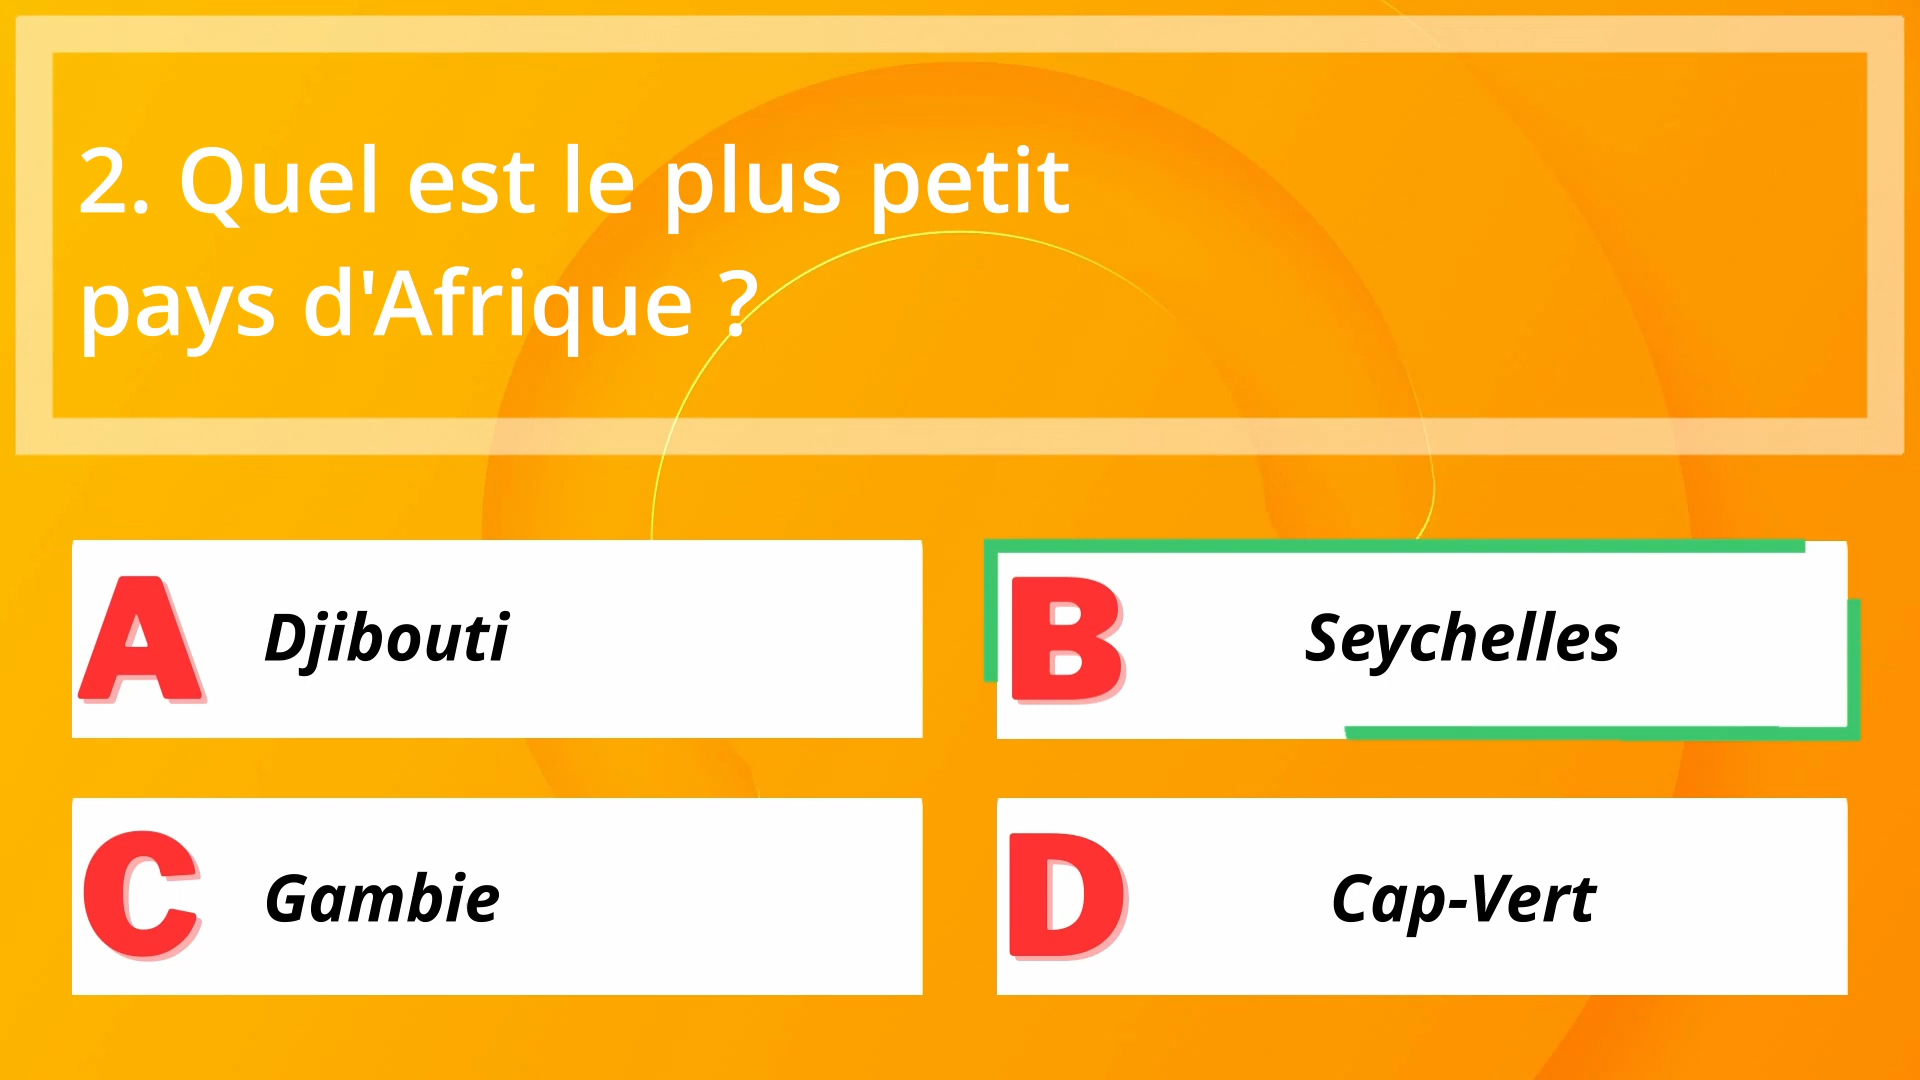 2. Quel est le plus petit
pays d'Afrique ?
A Djibouti
B Seychelles
C Gambie
D Cap-Vert